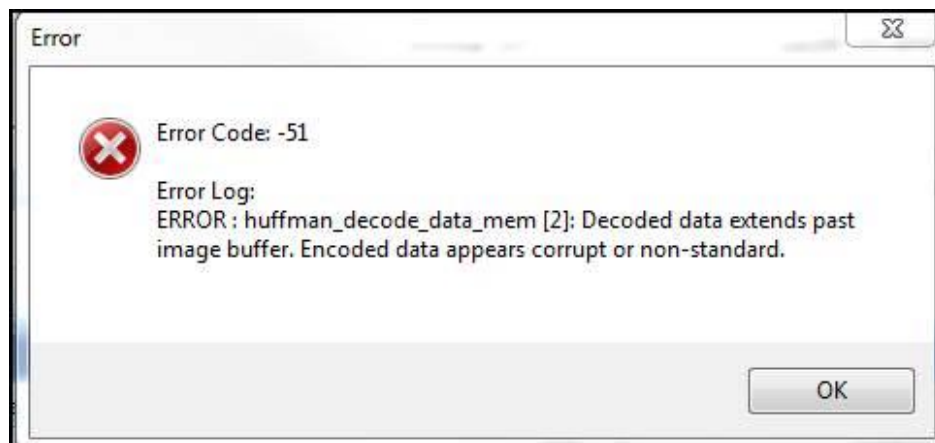 Error
Error Code: -51
Error Log:
ERROR : huffman_decode_data_mem [2]: Decoded data extends past
image buffer. Encoded data appears corrupt or non-standard.
OK